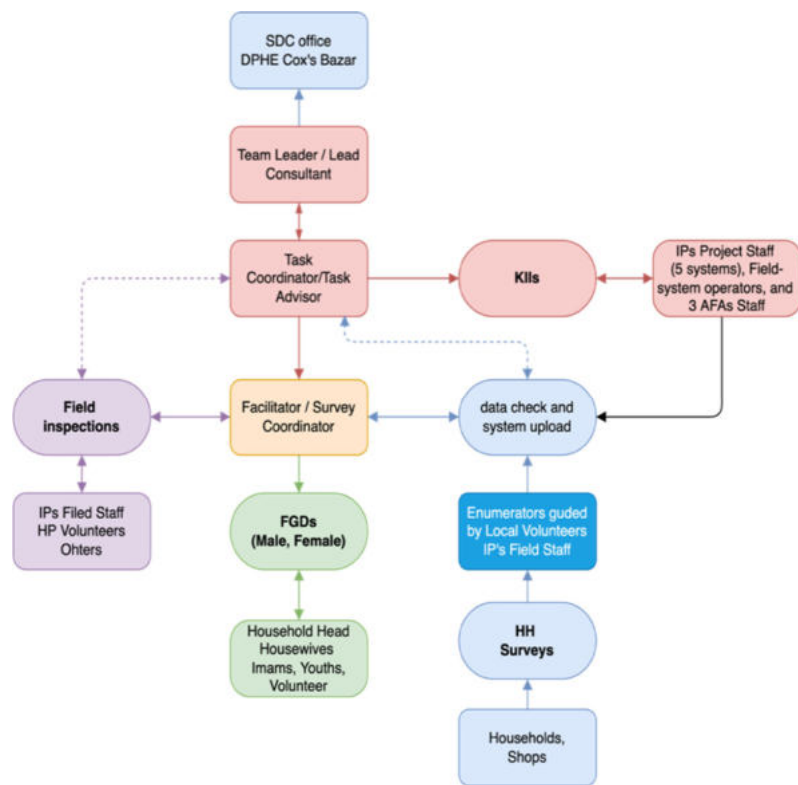 SDC office
DPHE Cox's Bazar
Team Leader / Lead
Consultant
Task
Coordinator/Task
Advisor
KIIs
IPs Project Staff
(5 systems), Field-
system operators, and
3 AFAs Staff
Field
inspections
Facilitator / Survey
Coordinator
data check and
system upload
IPs Filed Staff
HP Volunteers
Ohters
FGDs
(Male, Female)
Enumerators guded
by Local Volunteers
IP's Field Staff
Household Head
Housewives
Imams, Youths,
Volunteer
HH
Surveys
Households,
Shops